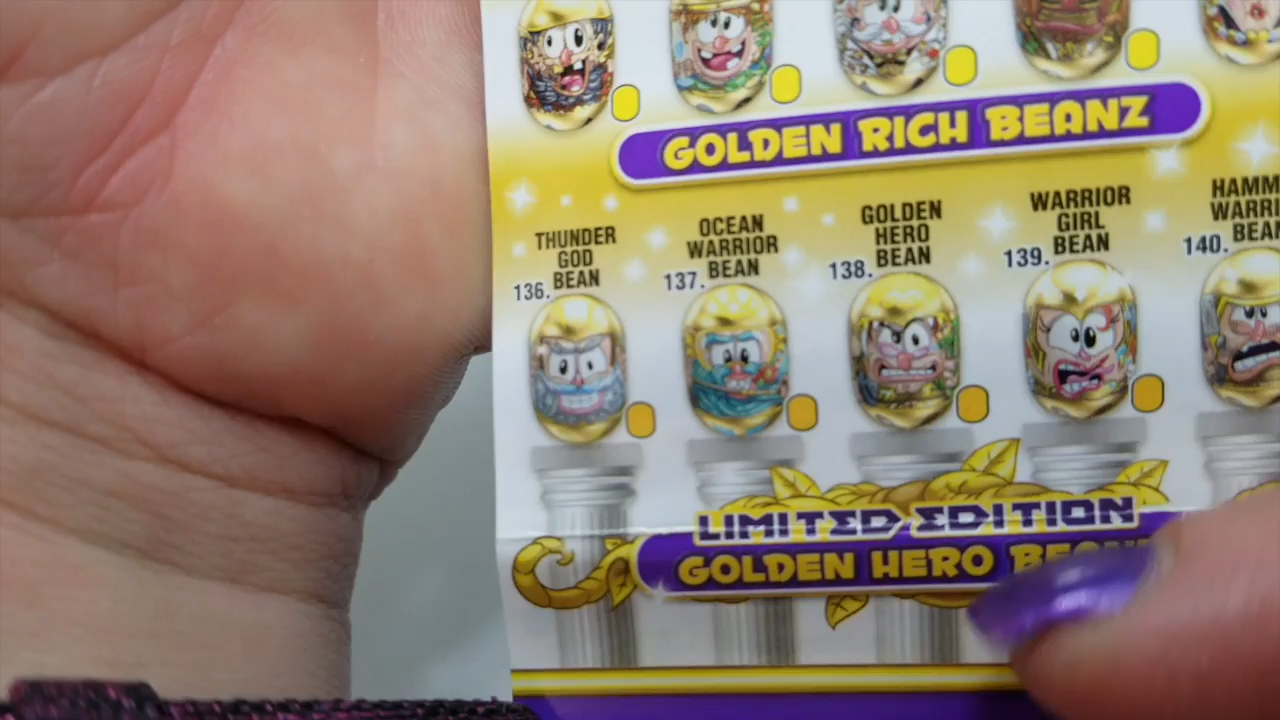 GOLDEN RICH BEANZ
THUNDER
GOD
136. BEAN
OCEAN
WARRIOR
137. BEAN
GOLDEN
HERO
138. BEAN
WARRIOR
GIRL
139. BEAN
140.
LIMITED EDITION
GOLDEN HERO